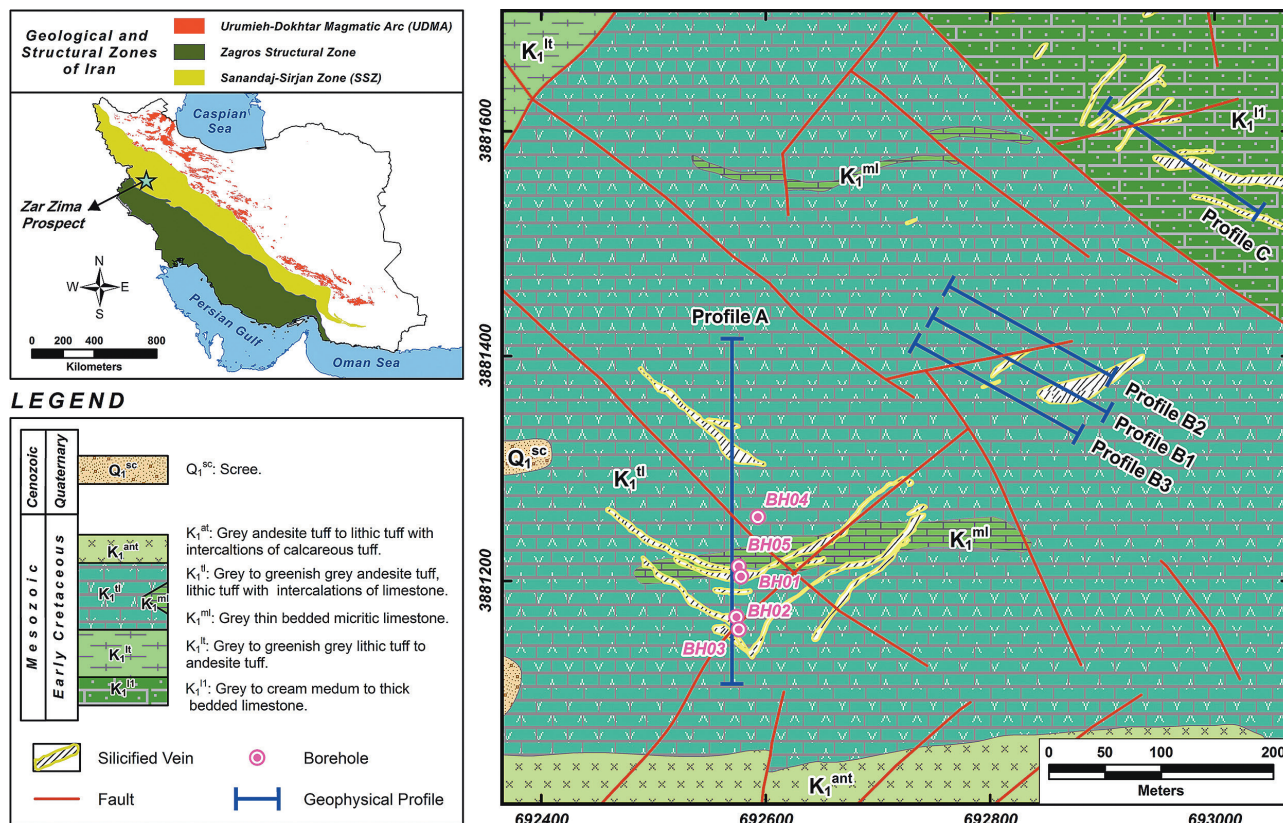 Geological and
Structural Zones
of Iran
Urumieh-Dokhtar Magmatic Arc (UDMA)
Zagros Structural Zone
Sanandaj-Sirjan Zone (SSZ)
Caspian
Sea
Zar Zima
Prospect
N
W E
S
Persian Gulf
Oman Sea
0 200 400 800
Kilometers
LEGEND
Cenozoic
Quaternary
Q₁ˢᶜ
Q₁ˢᶜ: Scree.
Mesozoic
Early Cretaceous
K₁ᵃⁿᵗ
K₁ᵃᵗ: Grey andesite tuff to lithic tuff with
intercaltions of calcareous tuff.
K₁ᵗˡ
K₁ᵐˡ
K₁ᵗˡ: Grey to greenish grey andesite tuff,
lithic tuff with intercalations of limestone.
K₁ᵐˡ: Grey thin bedded micritic limestone.
K₁ˡᵗ
K₁ˡᵗ: Grey to greenish grey lithic tuff to
andesite tuff.
K₁ˡ¹
K₁ˡ¹: Grey to cream medum to thick
bedded limestone.
Silicified Vein
Borehole
Fault
Geophysical Profile
K₁ˡᵗ
K₁ˡ¹
K₁ᵐˡ
Profile C
Profile A
Profile B2
Profile B1
Profile B3
Q₁ˢᶜ
K₁ᵗˡ
BH04
BH05
K₁ᵐˡ
BH01
BH02
BH03
K₁ᵃⁿᵗ
0 50 100 200
Meters
3881600
3881400
3881200
692400 692600 692800 693000